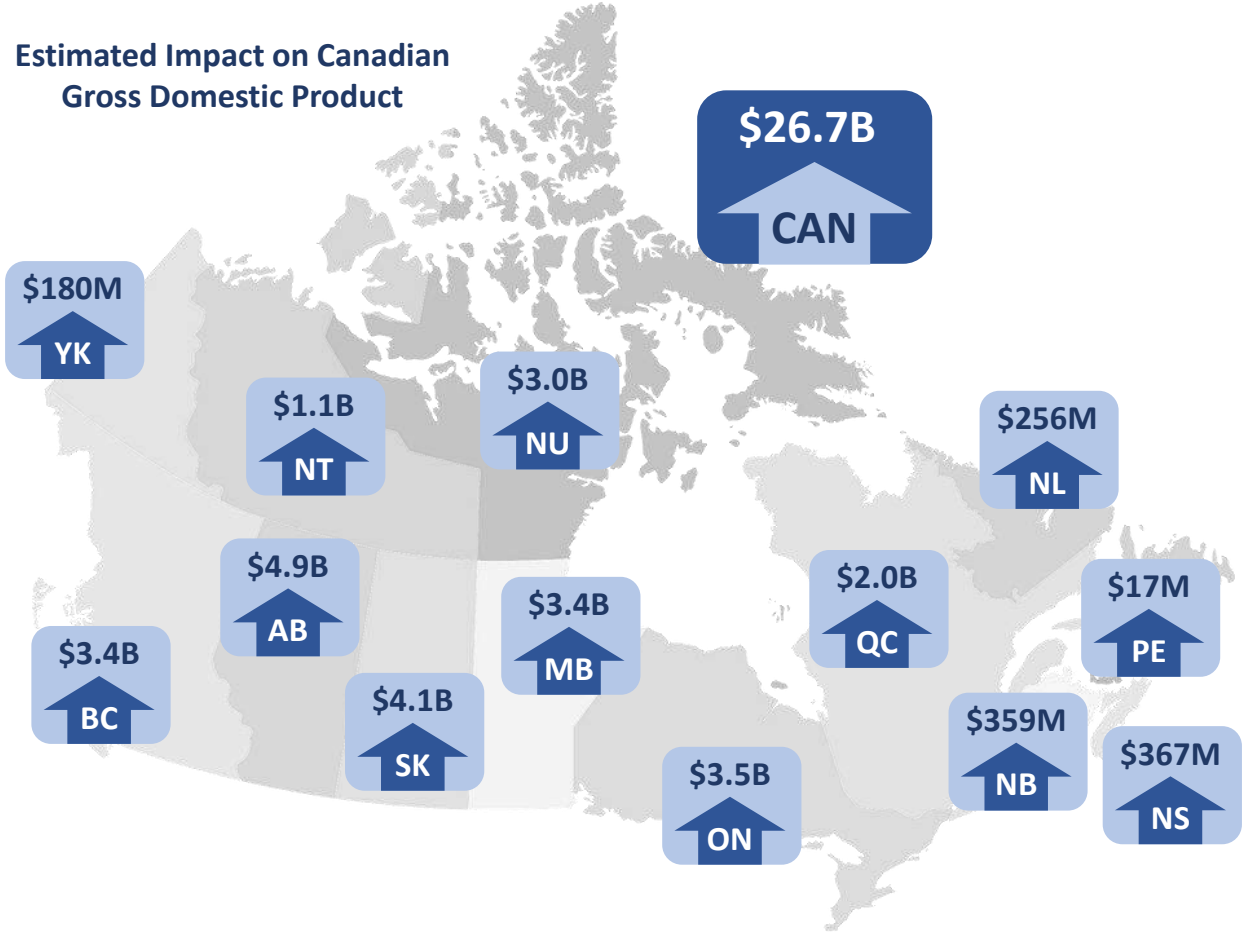 Estimated Impact on Canadian
Gross Domestic Product
$26.7B
CAN
$180M
YK
$1.1B
NT
$3.0B
NU
$256M
NL
$4.9B
AB
$3.4B
MB
$2.0B
QC
$17M
PE
$3.4B
BC
$4.1B
SK
$3.5B
ON
$359M
NB
$367M
NS